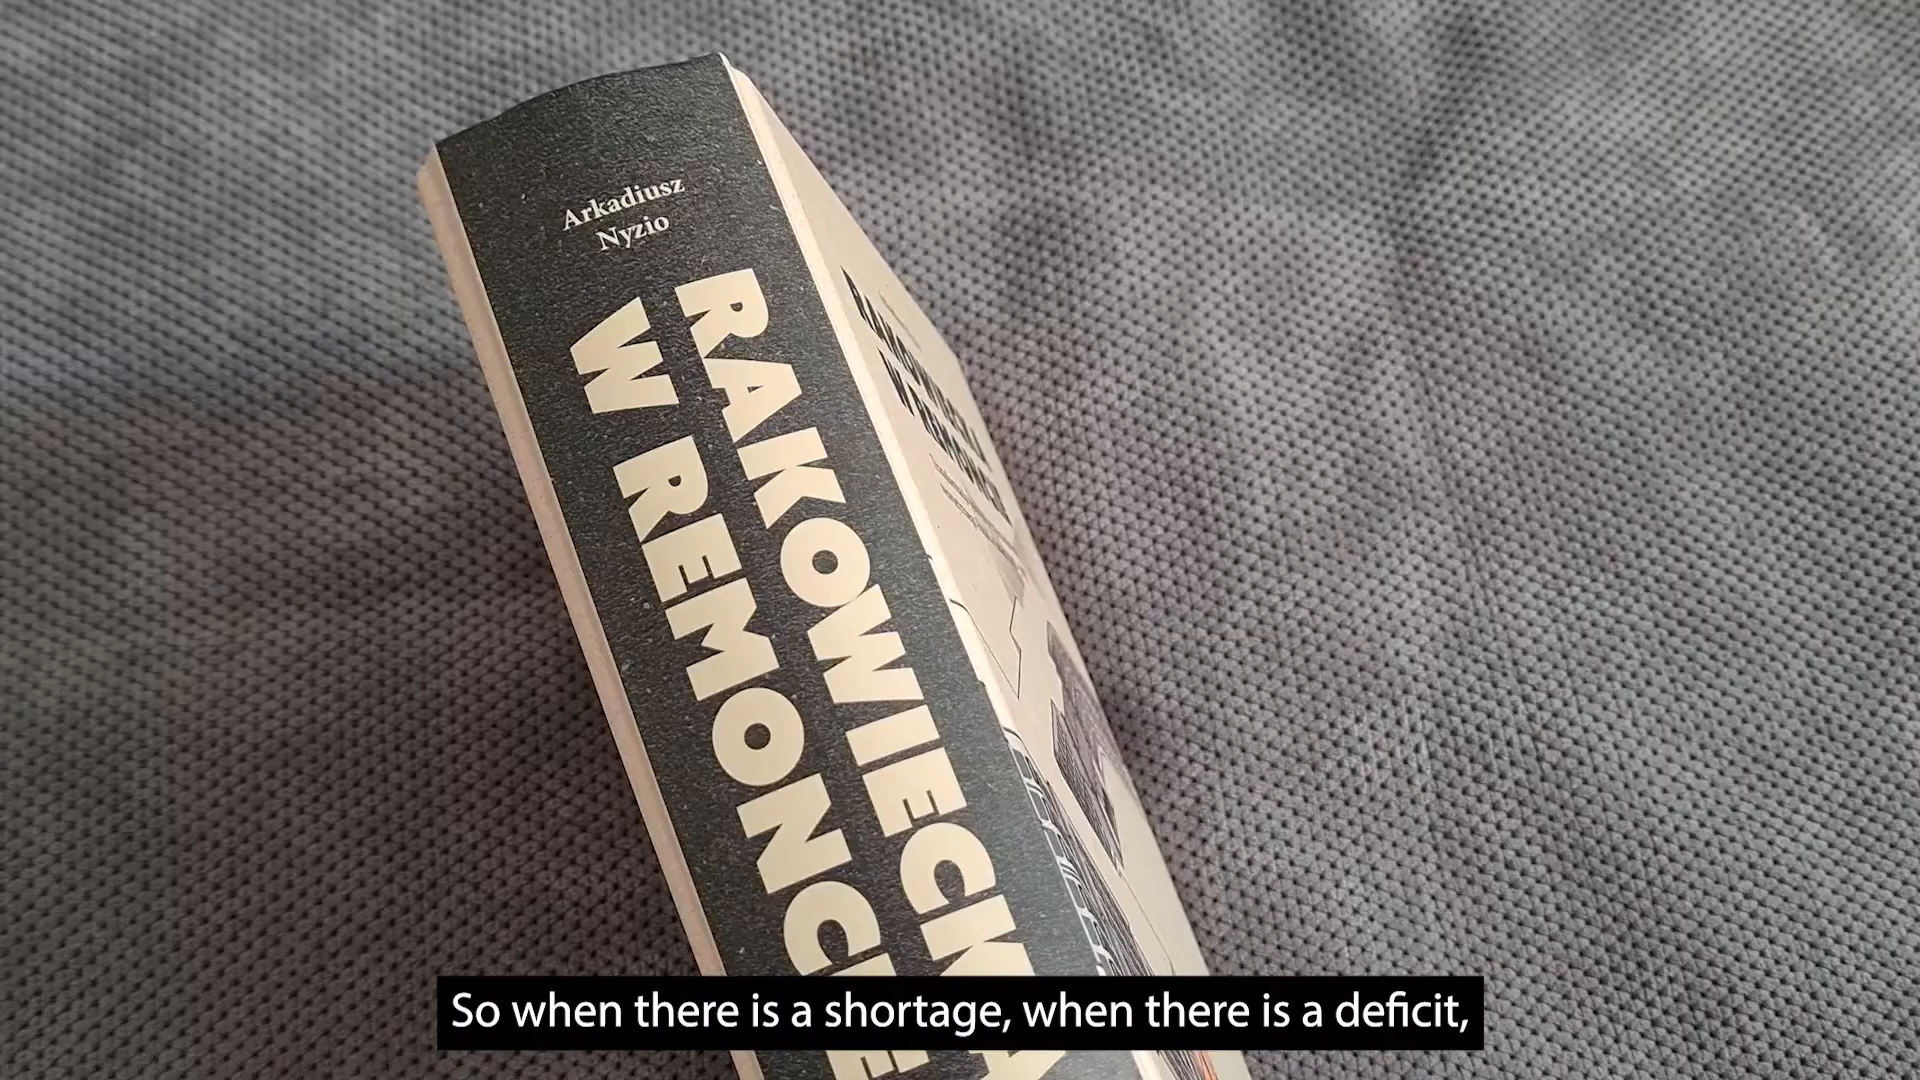 Arkadiusz
Nyzio
RAKOWIECKA
W REMONCIE
So when there is a shortage, when there is a deficit,